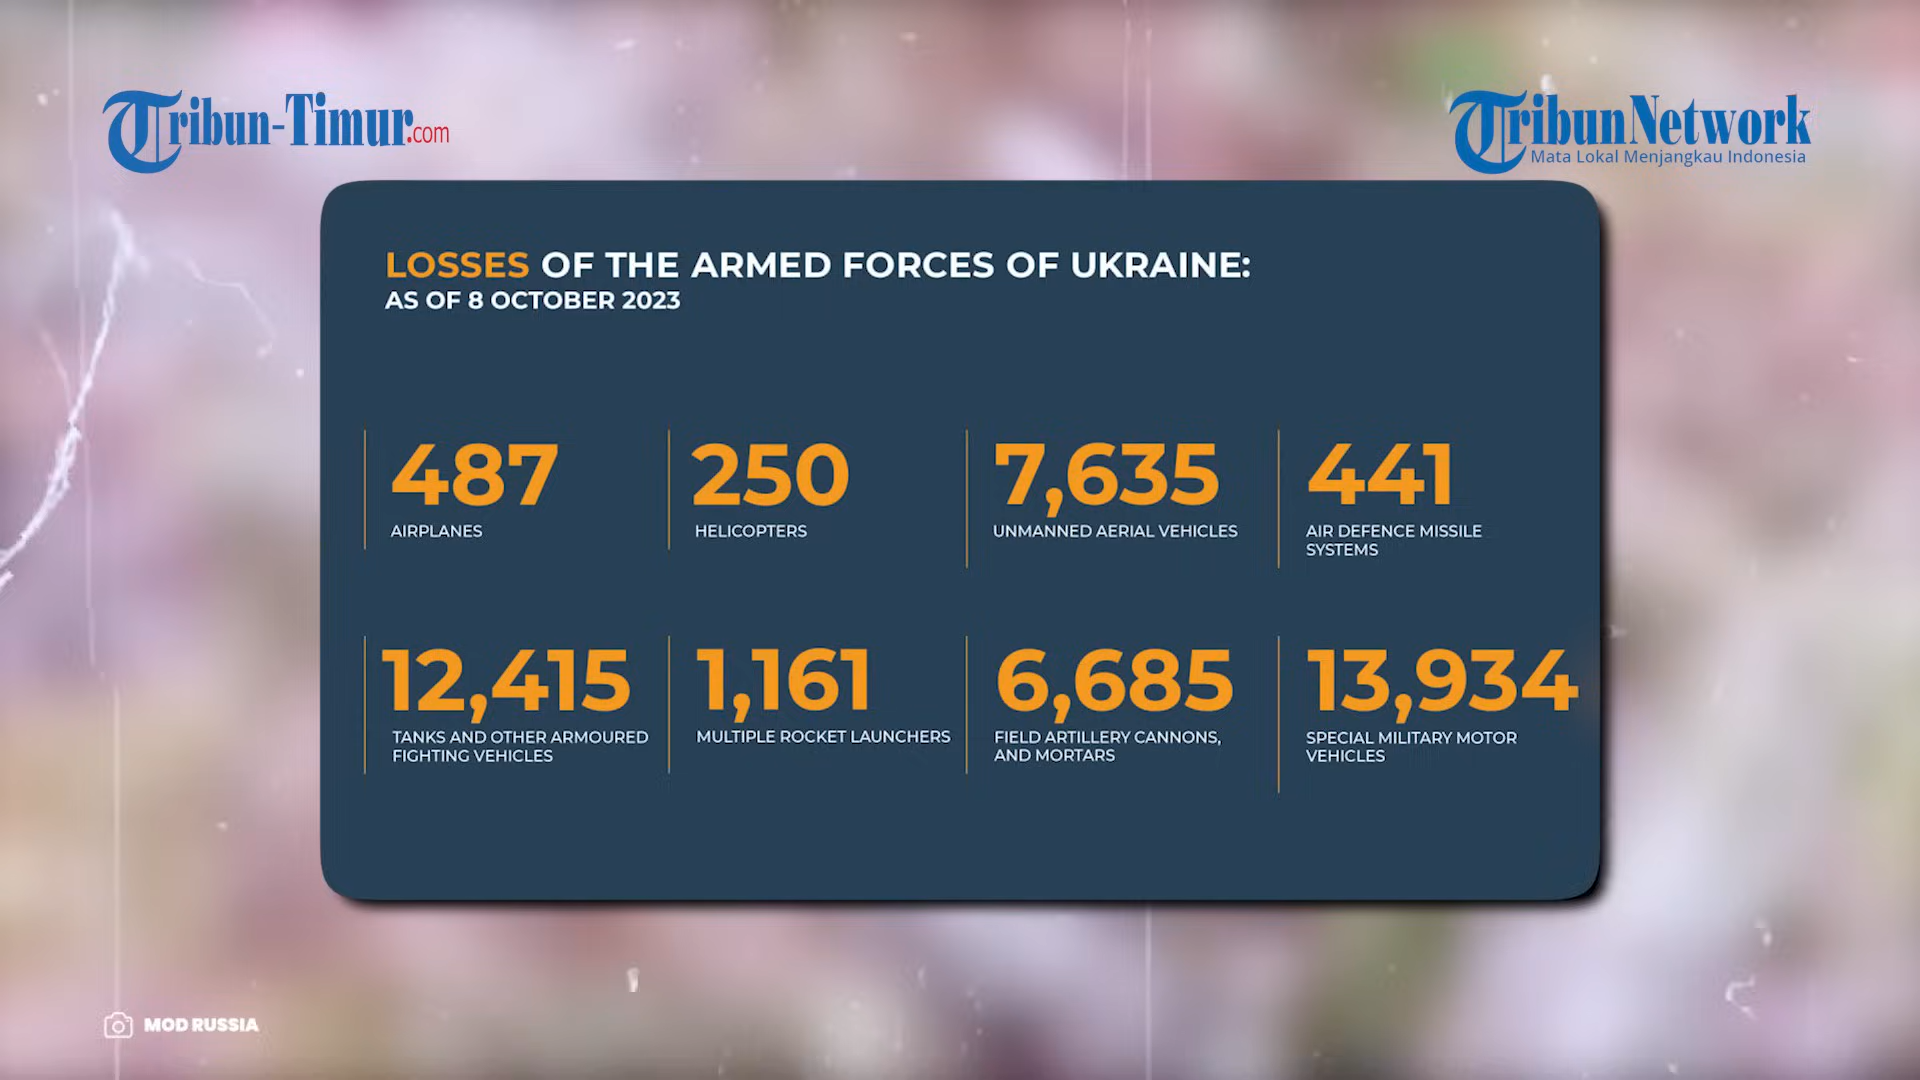 Tribun-Timur.com
TribunNetwork
Mata Lokal Menjangkau Indonesia
LOSSES OF THE ARMED FORCES OF UKRAINE:
AS OF 8 OCTOBER 2023
487
AIRPLANES
250
HELICOPTERS
7,635
UNMANNED AERIAL VEHICLES
441
AIR DEFENCE MISSILE
SYSTEMS
12,415
TANKS AND OTHER ARMOURED
FIGHTING VEHICLES
1,161
MULTIPLE ROCKET LAUNCHERS
6,685
FIELD ARTILLERY CANNONS,
AND MORTARS
13,934
SPECIAL MILITARY MOTOR
VEHICLES
MOD RUSSIA